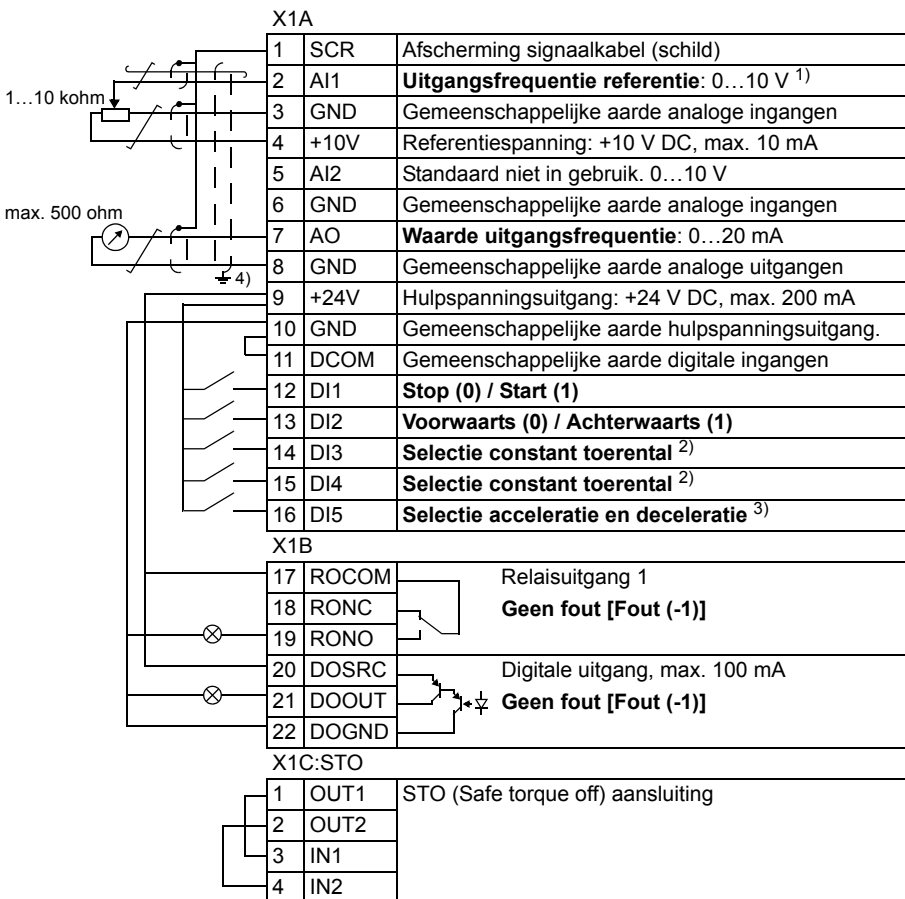 X1A
1 SCR Afscherming signaalkabel (schild)
2 AI1 Uitgangsfrequentie referentie: 0…10 V 1)
1…10 kohm
3 GND Gemeenschappelijke aarde analoge ingangen
4 +10V Referentiespanning: +10 V DC, max. 10 mA
5 AI2 Standaard niet in gebruik. 0…10 V
6 GND Gemeenschappelijke aarde analoge ingangen
max. 500 ohm
7 AO Waarde uitgangsfrequentie: 0…20 mA
8 GND Gemeenschappelijke aarde analoge uitgangen
4)
9 +24V Hulpspanningsuitgang: +24 V DC, max. 200 mA
10 GND Gemeenschappelijke aarde hulpspanningsuitgang.
11 DCOM Gemeenschappelijke aarde digitale ingangen
12 DI1 Stop (0) / Start (1)
13 DI2 Voorwaarts (0) / Achterwaarts (1)
14 DI3 Selectie constant toerental 2)
15 DI4 Selectie constant toerental 2)
16 DI5 Selectie acceleratie en deceleratie 3)
X1B
17 ROCOM Relaisuitgang 1
18 RONC Geen fout [Fout (-1)]
19 RONO
20 DOSRC Digitale uitgang, max. 100 mA
21 DOOUT Geen fout [Fout (-1)]
22 DOGND
X1C:STO
1 OUT1 STO (Safe torque off) aansluiting
2 OUT2
3 IN1
4 IN2